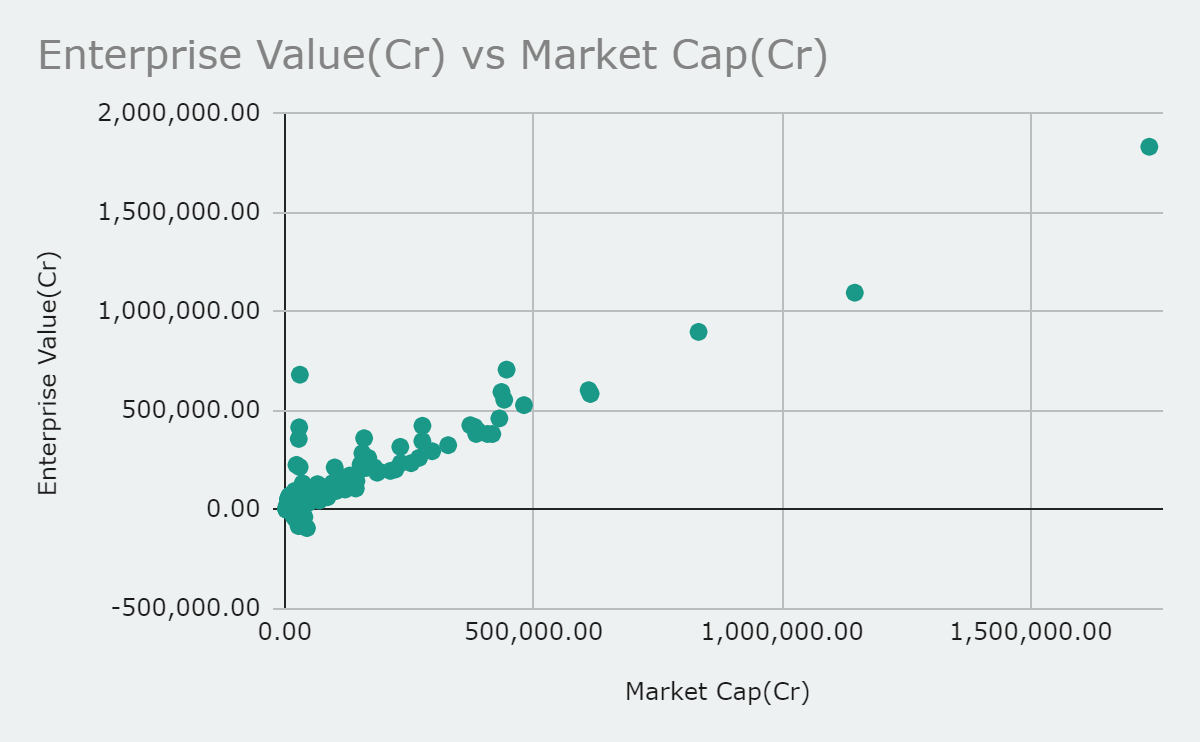 Enterprise Value(Cr) vs Market Cap(Cr)
2,000,000.00
1,500,000.00
1,000,000.00
500,000.00
0.00
-500,000.00
Enterprise Value(Cr)
0.00 500,000.00 1,000,000.00 1,500,000.00
Market Cap(Cr)